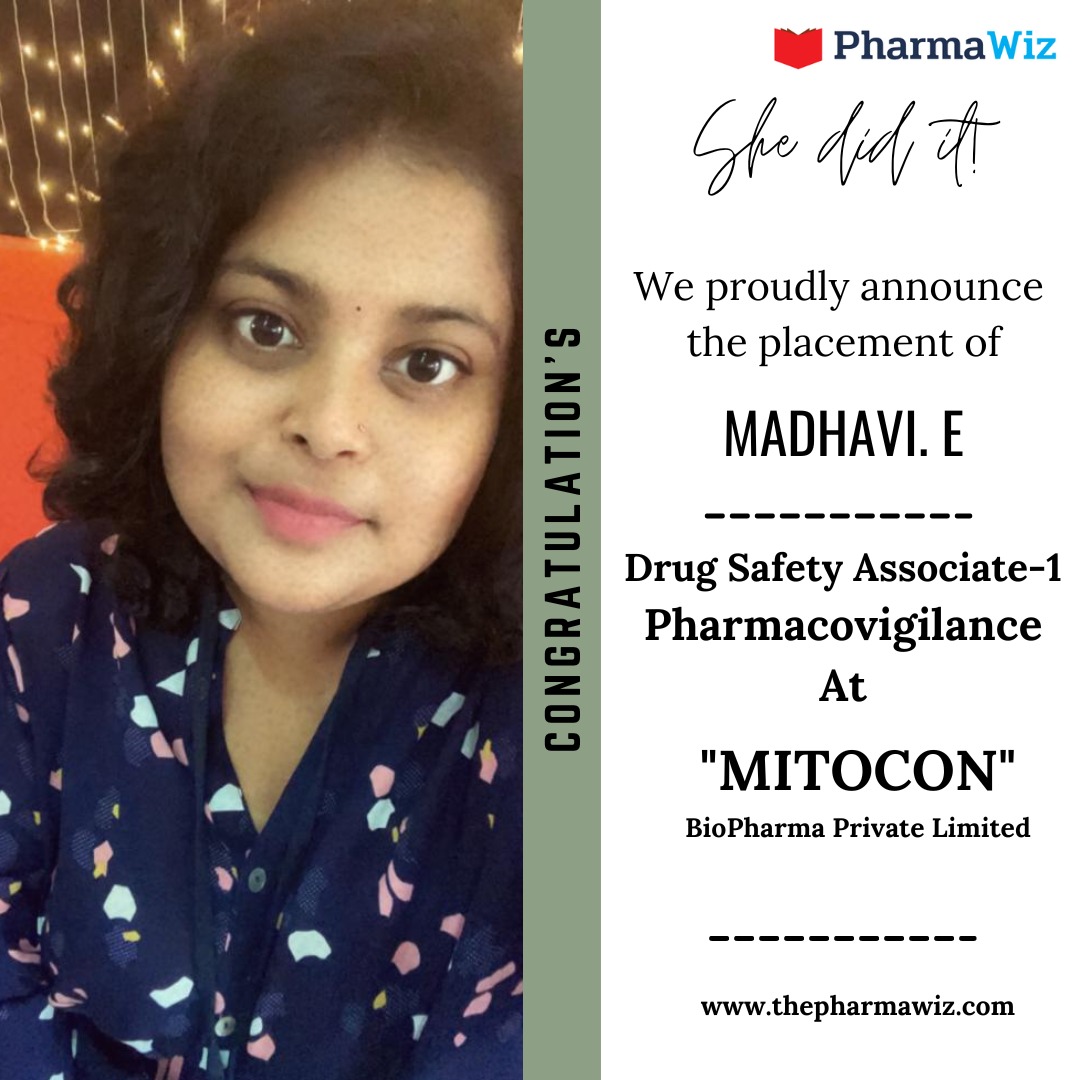 PharmaWiz
She did it!
We proudly announce
the placement of
MADHAVI. E
-----------
Drug Safety Associate-1
Pharmacovigilance
At
"MITOCON"
BioPharma Private Limited
-----------
www.thepharmawiz.com
CONGRATULATION'S